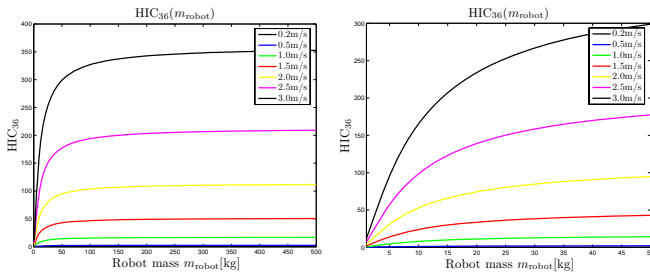 HIC36(mrobot)
400
350
300
250
200
150
100
50
0
HIC36
0 50 100 150 200 250 300 350 400 450 500
Robot mass mrobot[kg]
0.2m/s
0.5m/s
1.0m/s
1.5m/s
2.0m/s
2.5m/s
3.0m/s
HIC36(mrobot)
300
250
200
150
100
50
0
HIC36
5 10 15 20 25 30 35 40 45 50
Robot mass mrobot[kg]
0.2m/s
0.5m/s
1.0m/s
1.5m/s
2.0m/s
2.5m/s
3.0m/s